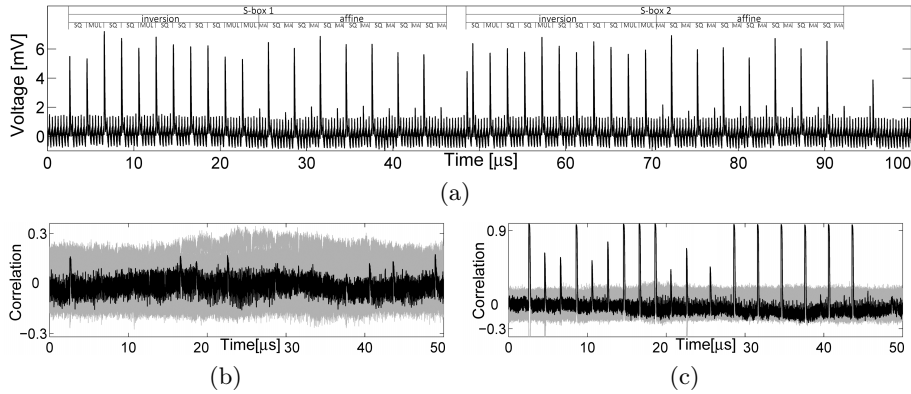 S-box 1 S-box 2
inversion affine inversion affine
Voltage [mV]
6
4
2
0
0 10 20 30 40 50 60 70 80 90 100
Time [μs]
(a)
Correlation
0.3
0
−0.3
0 10 20 30 40 50
Time[μs]
(b)
Correlation
0.9
0
−0.3
0 10 20 30 40 50
Time[μs]
(c)